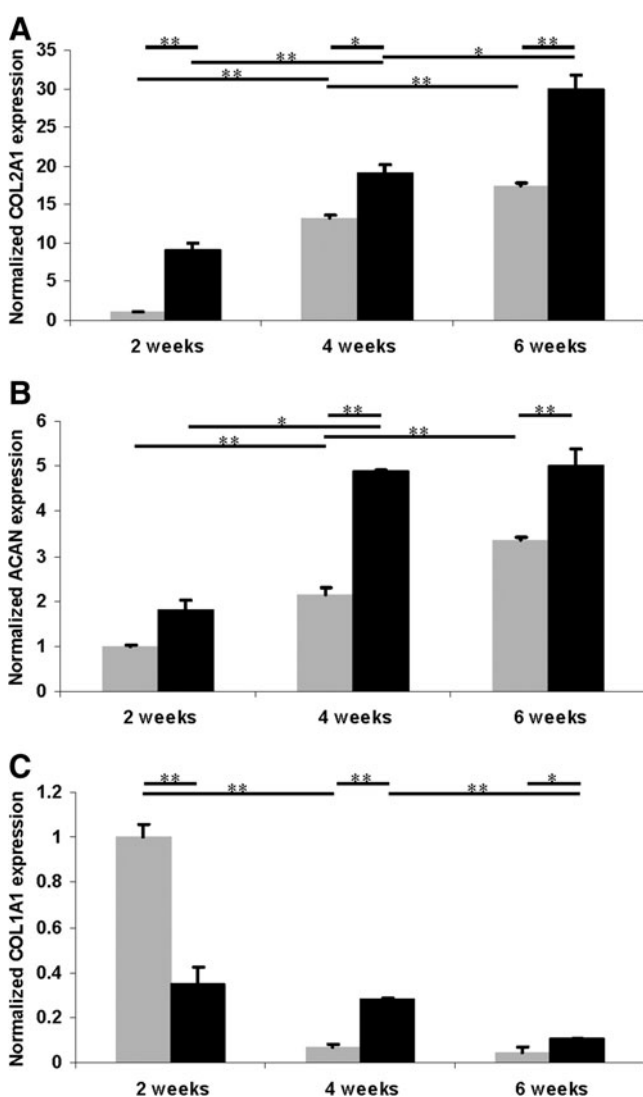 A
** * **
** *
** **
Normalized COL2A1 expression
35
30
25
20
15
10
5
0
2 weeks 4 weeks 6 weeks
B
** **
* **
**
Normalized ACAN expression
6
5
4
3
2
1
0
2 weeks 4 weeks 6 weeks
C
** ** *
** **
Normalized COL1A1 expression
1.2
1
0.8
0.6
0.4
0.2
0
2 weeks 4 weeks 6 weeks